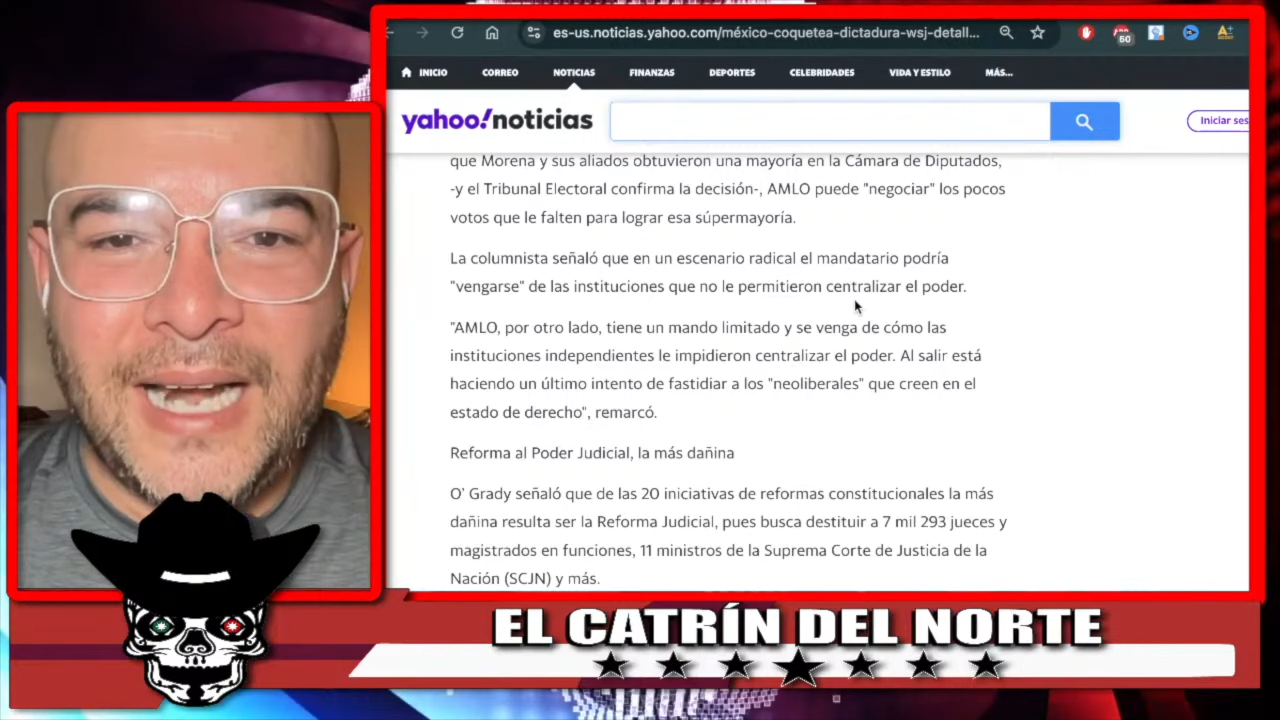 es-us.noticias.yahoo.com/méxico-coquetea-dictadura-wsj-detall...
60
INICIO CORREO NOTICIAS FINANZAS DEPORTES CELEBRIDADES VIDA Y ESTILO MÁS...
yahoo!noticias
Iniciar ses
que Morena y sus aliados obtuvieron una mayoría en la Cámara de Diputados,
-y el Tribunal Electoral confirma la decisión-, AMLO puede "negociar" los pocos
votos que le falten para lograr esa súpermayoría.
La columnista señaló que en un escenario radical el mandatario podría
"vengarse" de las instituciones que no le permitieron centralizar el poder.
"AMLO, por otro lado, tiene un mando limitado y se venga de cómo las
instituciones independientes le impidieron centralizar el poder. Al salir está
haciendo un último intento de fastidiar a los "neoliberales" que creen en el
estado de derecho", remarcó.
Reforma al Poder Judicial, la más dañina
O' Grady señaló que de las 20 iniciativas de reformas constitucionales la más
dañina resulta ser la Reforma Judicial, pues busca destituir a 7 mil 293 jueces y
magistrados en funciones, 11 ministros de la Suprema Corte de Justicia de la
Nación (SCJN) y más.
EL CATRÍN DEL NORTE